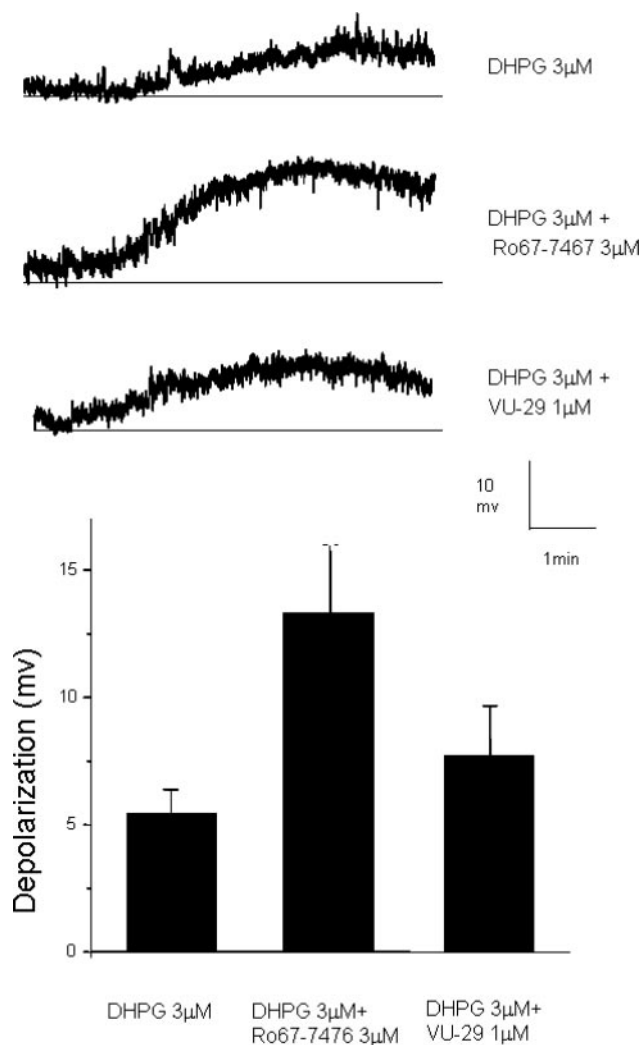 DHPG 3μM
DHPG 3μM +
Ro67-7467 3μM
DHPG 3μM +
VU-29 1μM
10
mv
1min
15
10
5
0
Depolarization (mv)
DHPG 3μM
DHPG 3μM+
Ro67-7476 3μM
DHPG 3μM+
VU-29 1μM